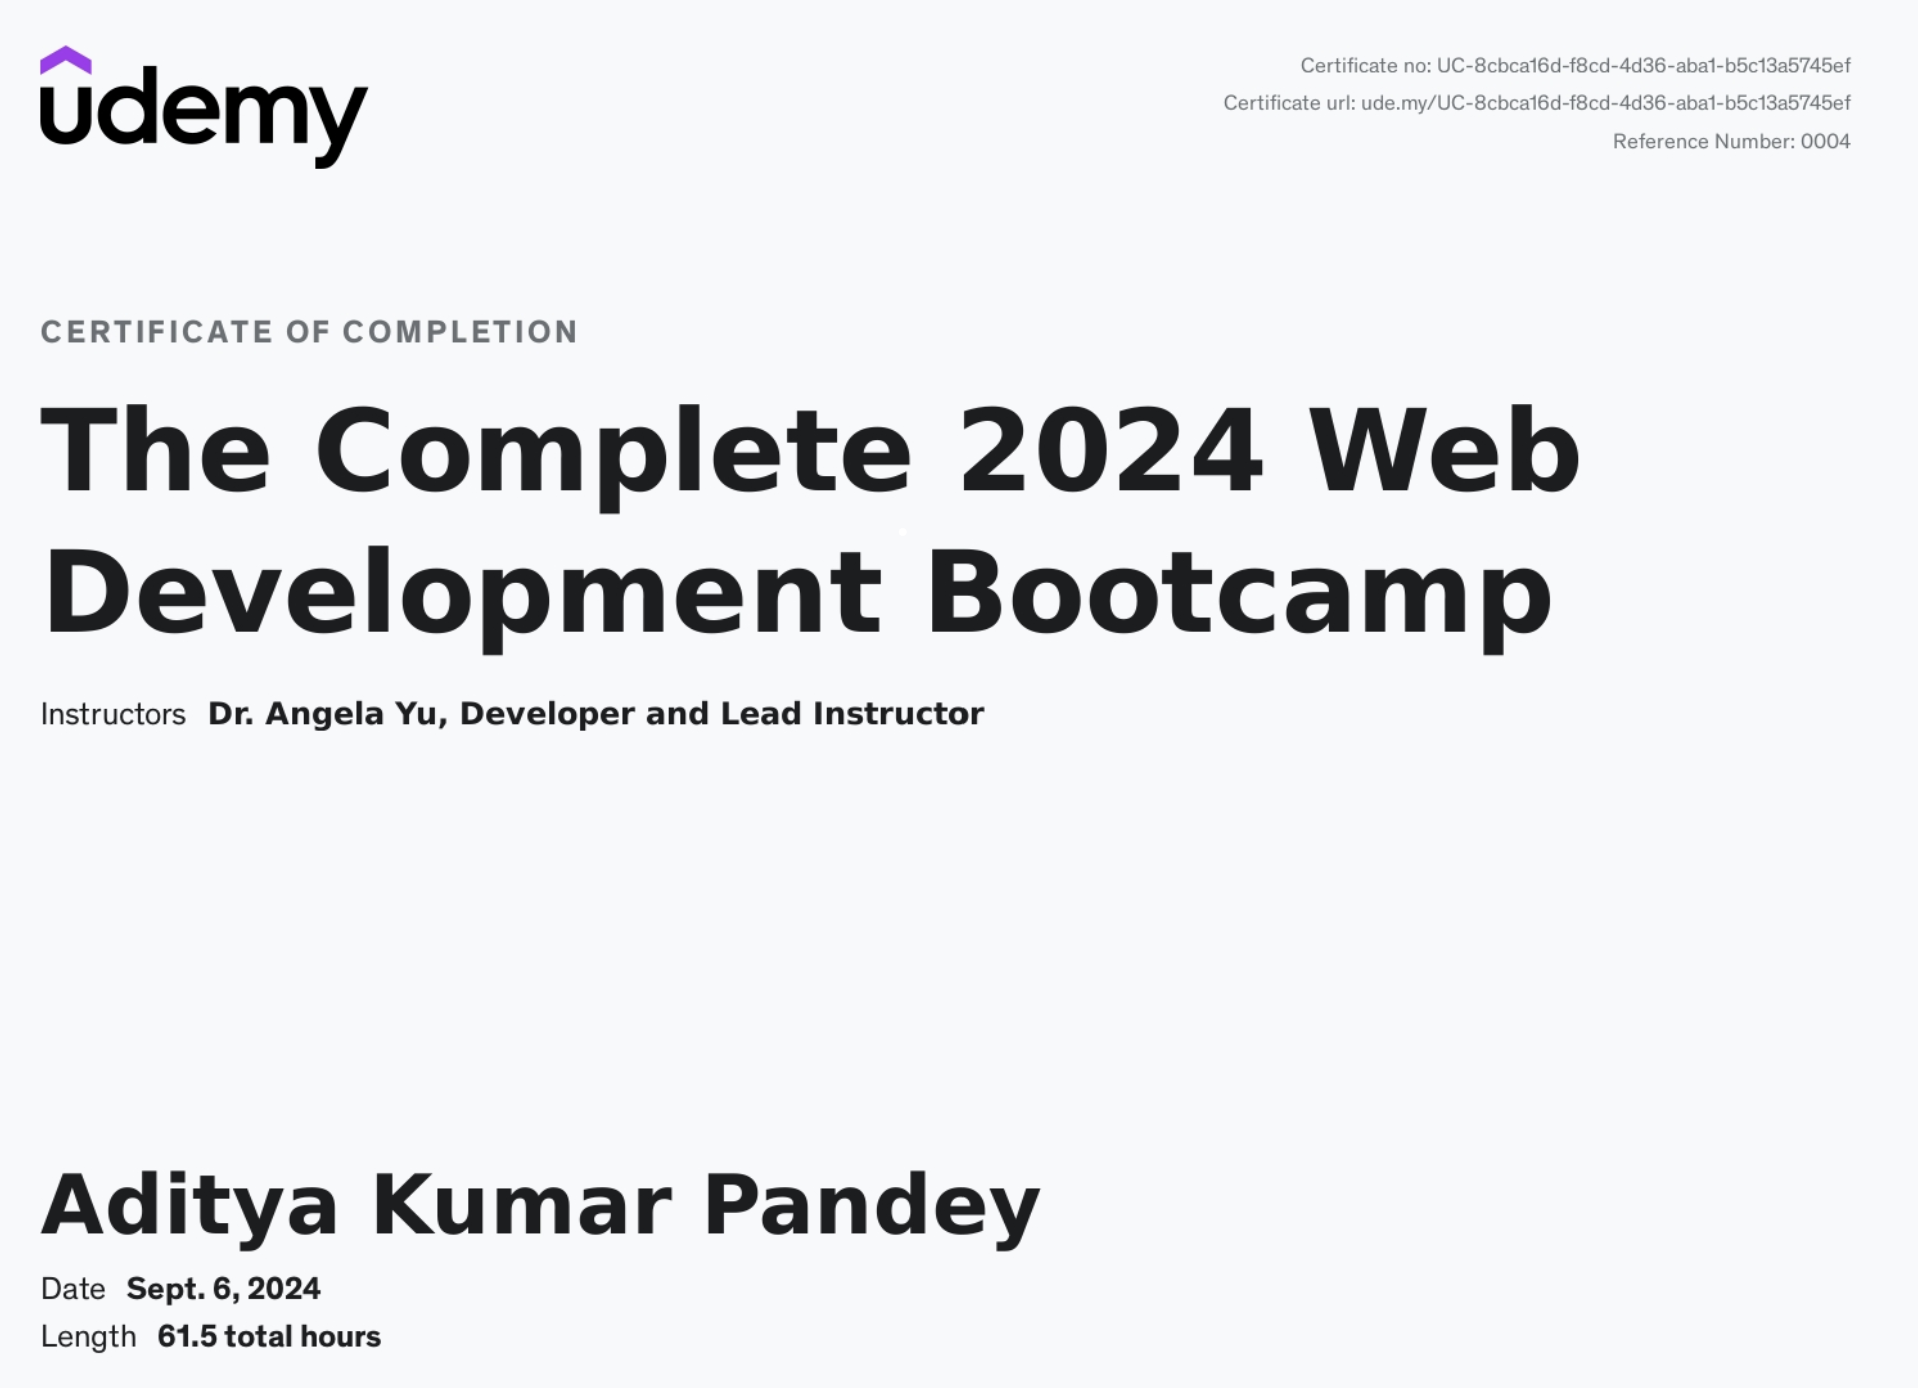 udemy
Certificate no: UC-8cbca16d-f8cd-4d36-aba1-b5c13a5745ef
Certificate url: ude.my/UC-8cbca16d-f8cd-4d36-aba1-b5c13a5745ef
Reference Number: 0004
CERTIFICATE OF COMPLETION
The Complete 2024 Web
Development Bootcamp
Instructors Dr. Angela Yu, Developer and Lead Instructor
Aditya Kumar Pandey
Date Sept. 6, 2024
Length 61.5 total hours